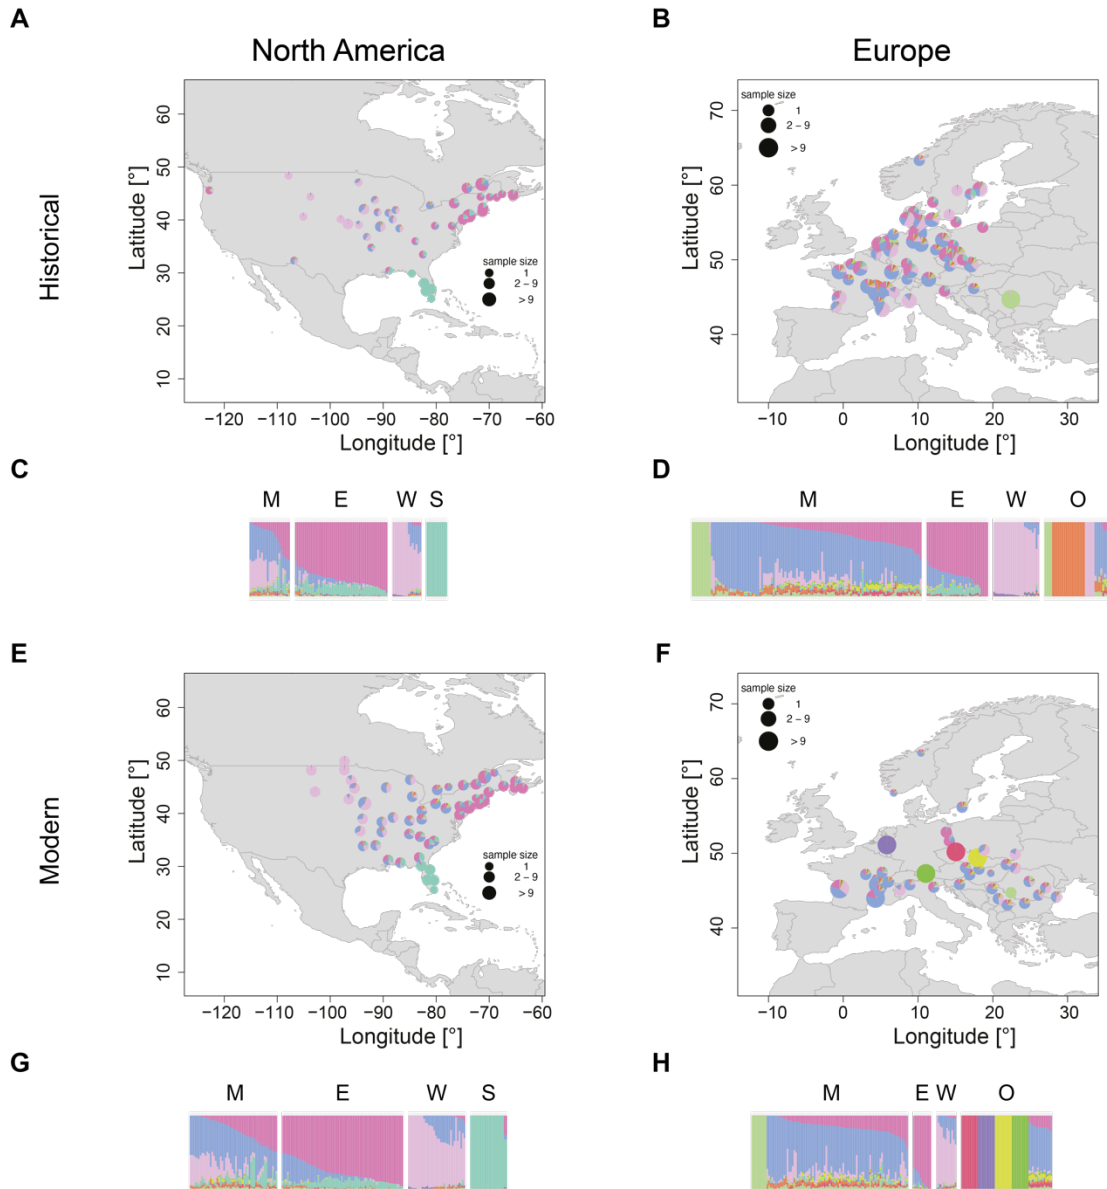 A
B
North America
Europe
Historical
Latitude [°]
60
50
40
30
20
10
sample size
1
2 – 9
> 9
−120 −110 −100 −90 −80 −70 −60
Longitude [°]
Latitude [°]
70
60
50
40
sample size
1
2 – 9
> 9
−10 0 10 20 30
Longitude [°]
C
D
M E W S
M E W O
E
F
Modern
Latitude [°]
60
50
40
30
20
10
sample size
1
2 – 9
> 9
−120 −110 −100 −90 −80 −70 −60
Longitude [°]
Latitude [°]
70
60
50
40
sample size
1
2 – 9
> 9
−10 0 10 20 30
Longitude [°]
G
H
M E W S
M E W O